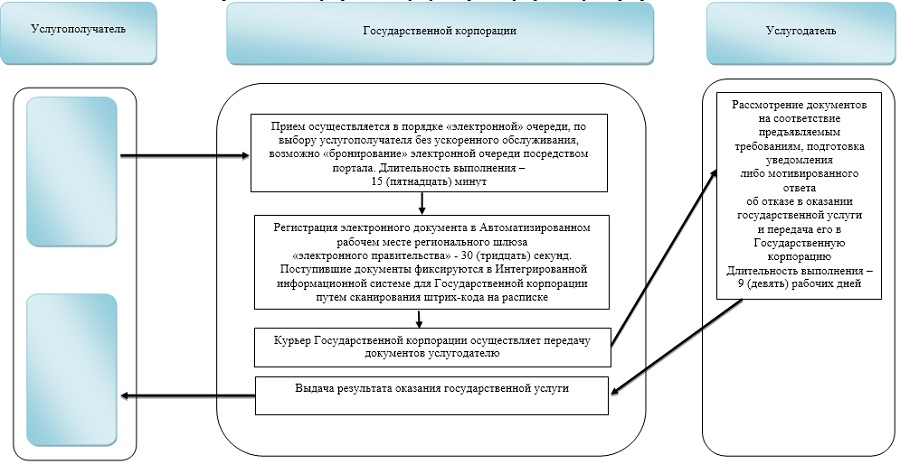 Услугополучатель
Государственной корпорации
Услугодатель
Прием осуществляется в порядке «электронной» очереди, по
выбору услугополучателя без ускоренного обслуживания,
возможно «бронирование» электронной очереди посредством
портала. Длительность выполнения –
15 (пятнадцать) минут
Регистрация электронного документа в Автоматизированном
рабочем месте регионального шлюза
«электронного правительства» - 30 (тридцать) секунд.
Поступившие документы фиксируются в Интегрированной
информационной системе для Государственной корпорации
путем сканирования штрих-кода на расписке
Курьер Государственной корпорации осуществляет передачу
документов услугодателю
Выдача результата оказания государственной услуги
Рассмотрение документов
на соответствие
предъявляемым
требованиям, подготовка
уведомления
либо мотивированного
ответа
об отказе в оказании
государственной услуги
и передача его в
Государственную
корпорацию
Длительность выполнения –
9 (девять) рабочих дней